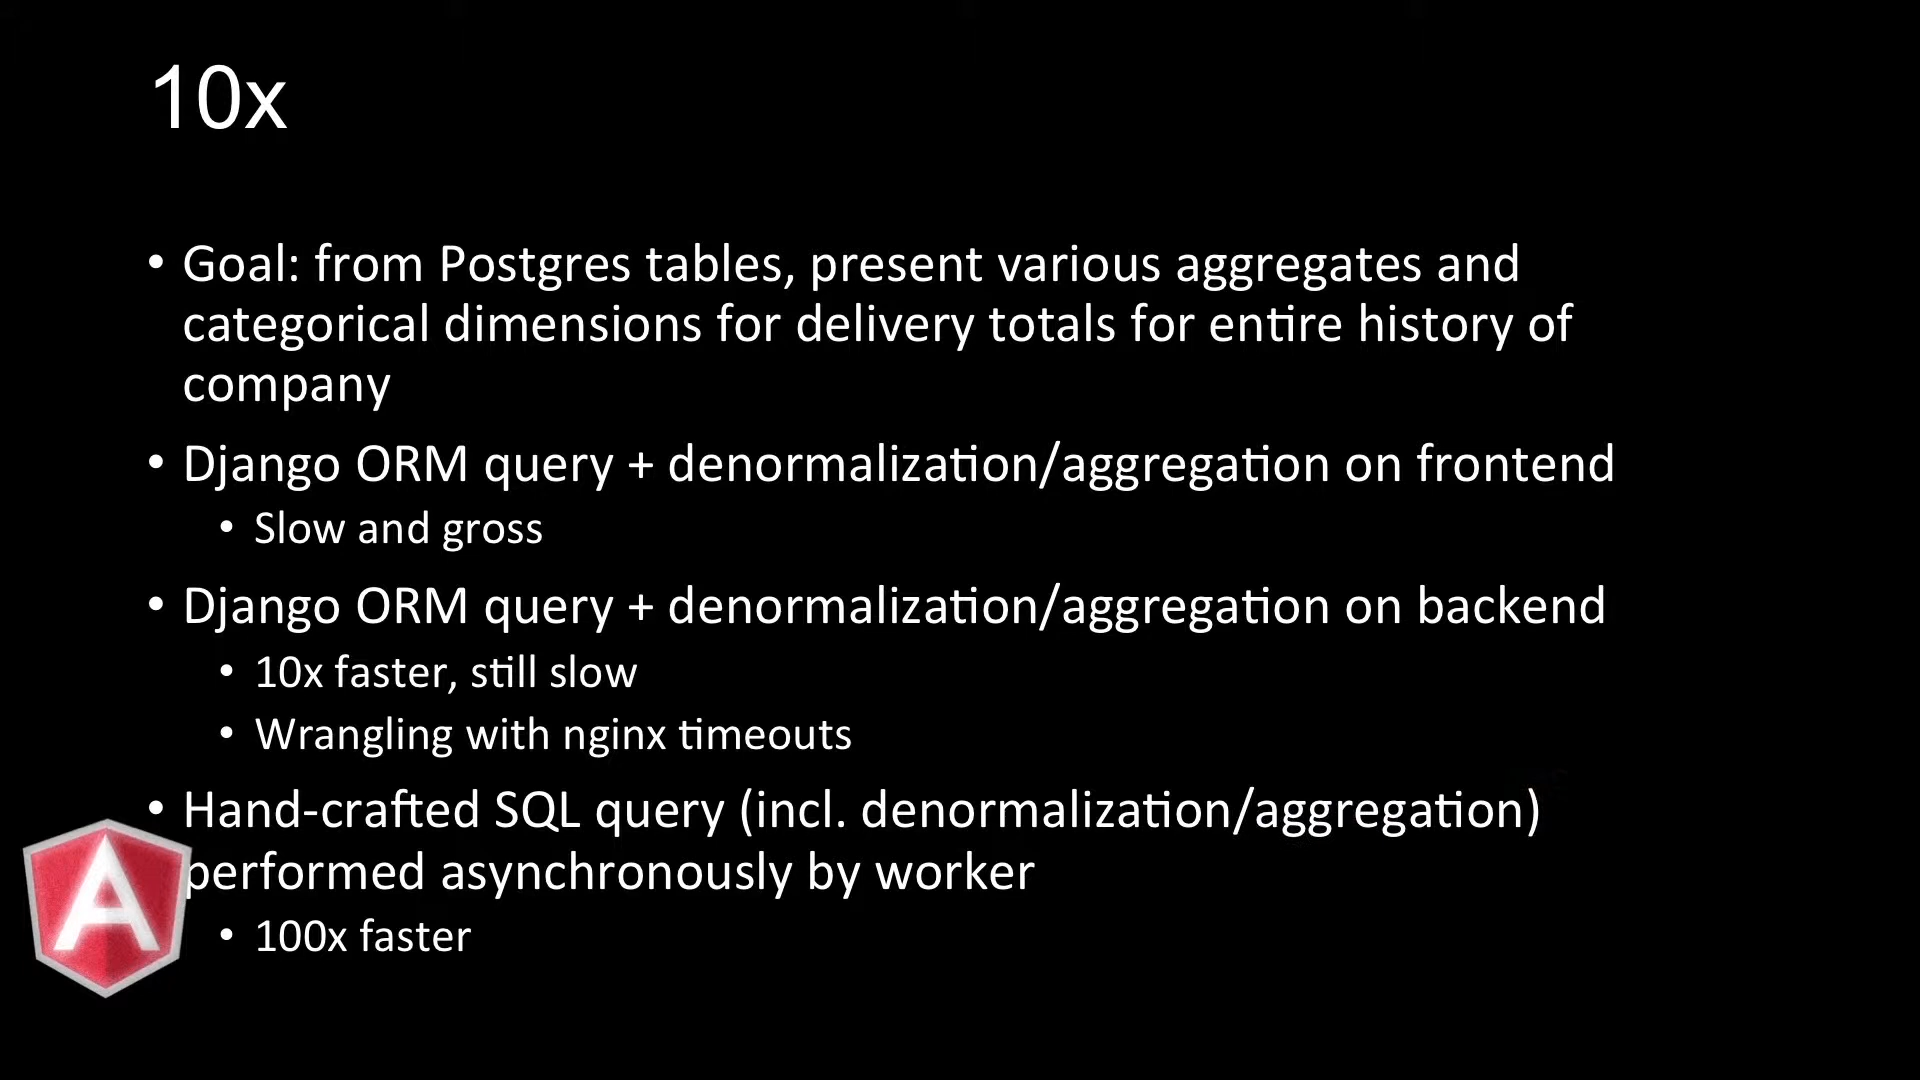 10x
• Goal: from Postgres tables, present various aggregates and
categorical dimensions for delivery totals for entire history of
company
• Django ORM query + denormalization/aggregation on frontend
• Slow and gross
• Django ORM query + denormalization/aggregation on backend
• 10x faster, still slow
• Wrangling with nginx timeouts
• Hand-crafted SQL query (incl. denormalization/aggregation)
performed asynchronously by worker
• 100x faster
A